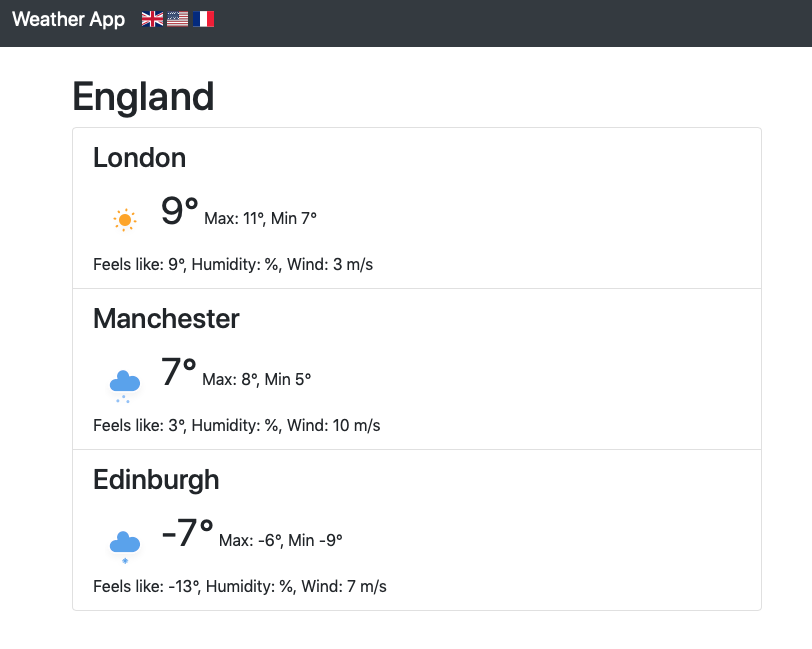 Weather App
England
London
9° Max: 11°, Min 7°
Feels like: 9°, Humidity: %, Wind: 3 m/s
Manchester
7° Max: 8°, Min 5°
Feels like: 3°, Humidity: %, Wind: 10 m/s
Edinburgh
-7° Max: -6°, Min -9°
Feels like: -13°, Humidity: %, Wind: 7 m/s